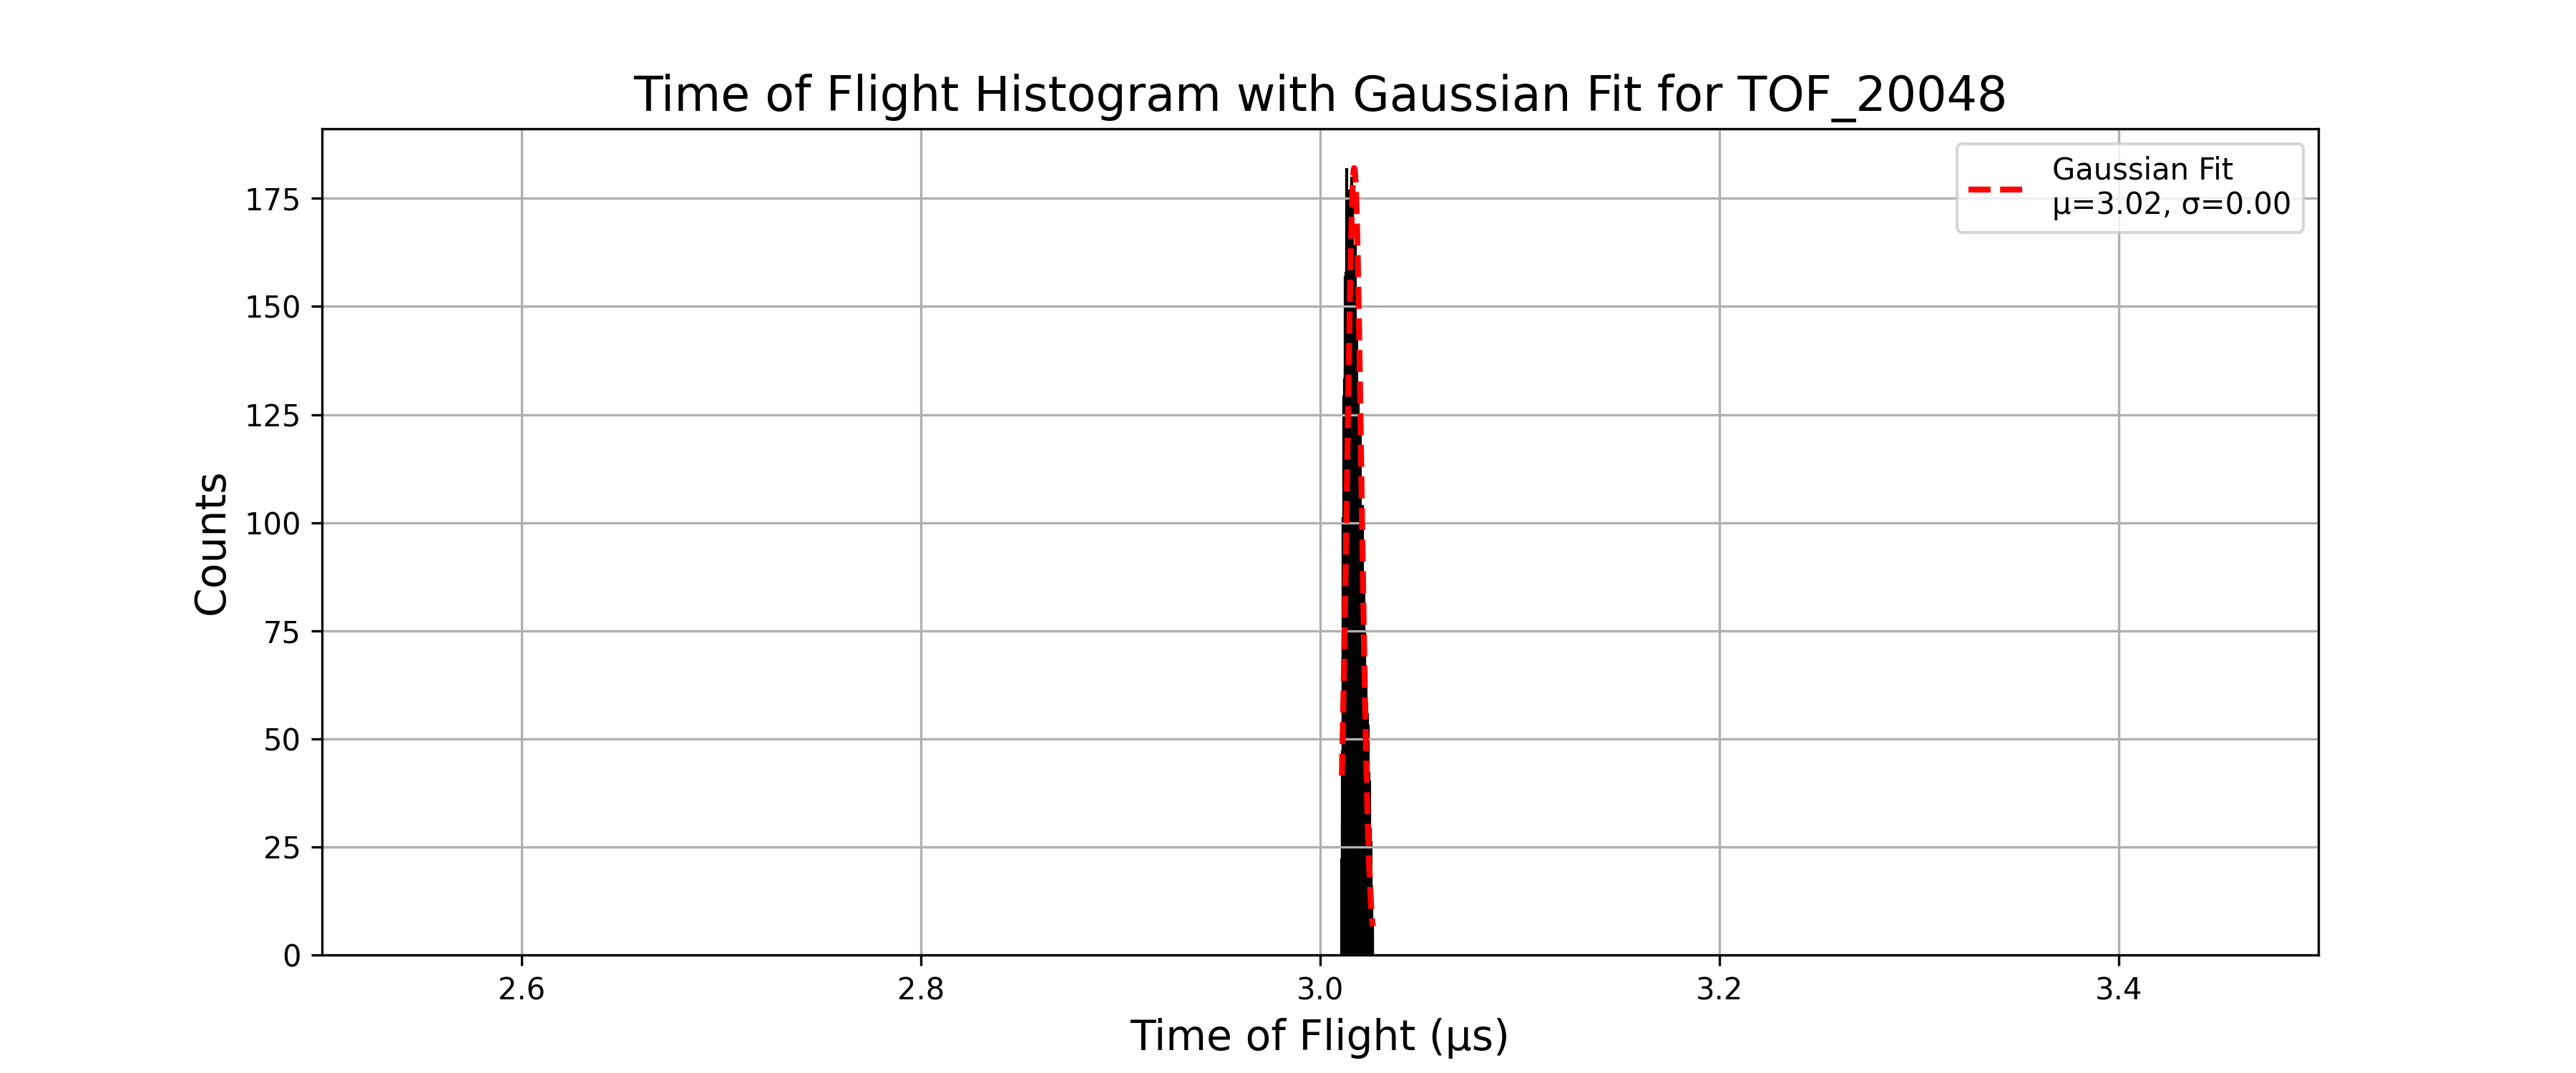 Time of Flight Histogram with Gaussian Fit for TOF_20048
Gaussian Fit
μ=3.02, σ=0.00
175
150
125
100
75
50
25
0
Counts
2.6
2.8
3.0
3.2
3.4
Time of Flight (μs)